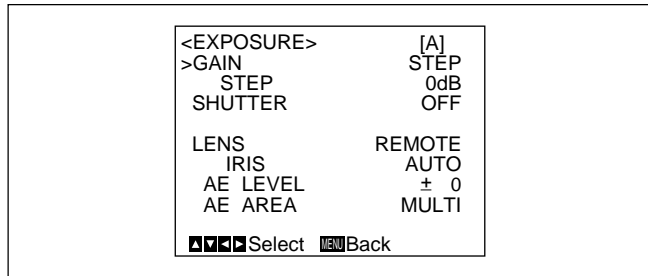 <EXPOSURE> [A]
>GAIN STEP
STEP 0dB
SHUTTER OFF
LENS REMOTE
IRIS AUTO
AE LEVEL ± 0
AE AREA MULTI
▲▼◀▶Select MENU Back